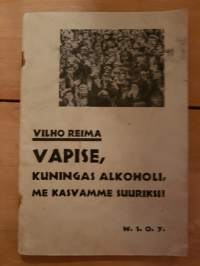 VILHO REIMA
VAPISE,
KUNINGAS ALKOHOLI,
ME KASVAMME SUURIKSI!
W. S. O. Y.